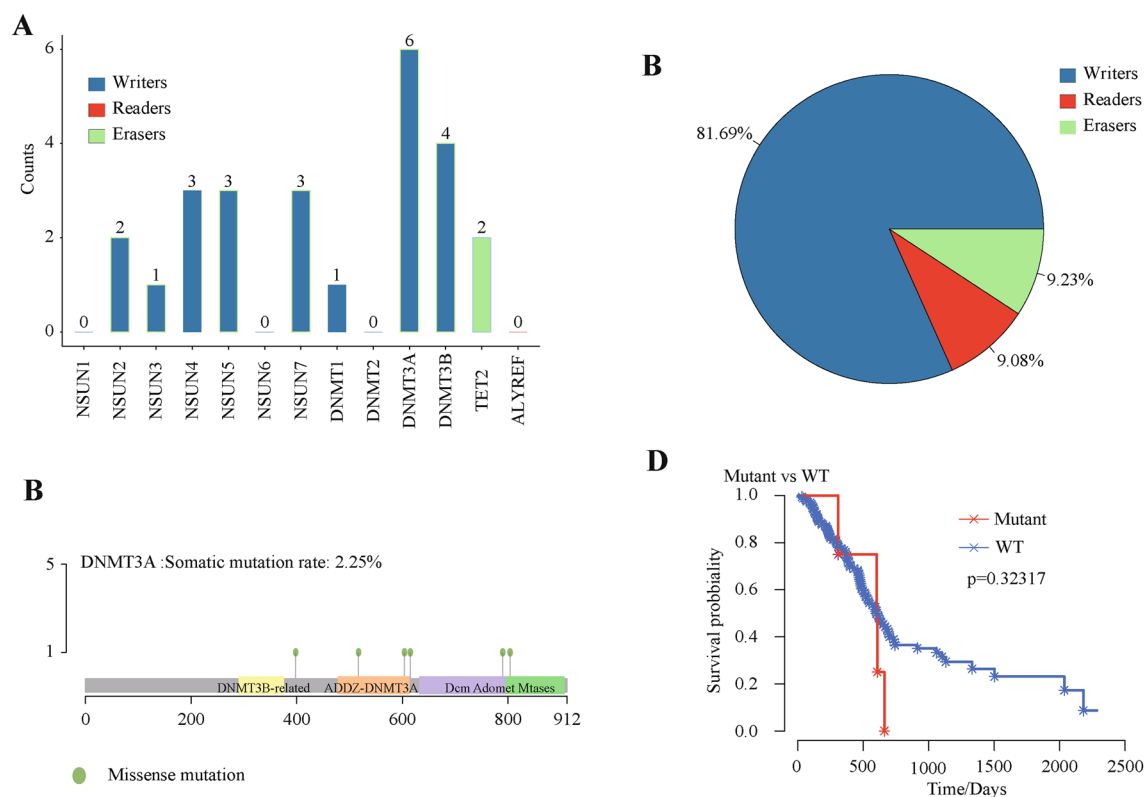 A
6
4
2
0
Counts
Writers
Readers
Erasers
0
2
1
3
3
0
3
1
0
6
4
2
0
NSUN1
NSUN2
NSUN3
NSUN4
NSUN5
NSUN6
NSUN7
DNMT1
DNMT2
DNMT3A
DNMT3B
TET2
ALYREF
B
Writers
Readers
Erasers
81.69%
9.23%
9.08%
B
DNMT3A :Somatic mutation rate: 2.25%
5
1
DNMT3B-related
ADDZ-DNMT3A
Dcm Adomet Mtases
0
200
400
600
800
912
Missense mutation
D
Mutant vs WT
1.0
0.8
0.6
0.4
0.2
0.0
Survival probbiality
Mutant
WT
p=0.32317
0
500
1000
1500
2000
2500
Time/Days